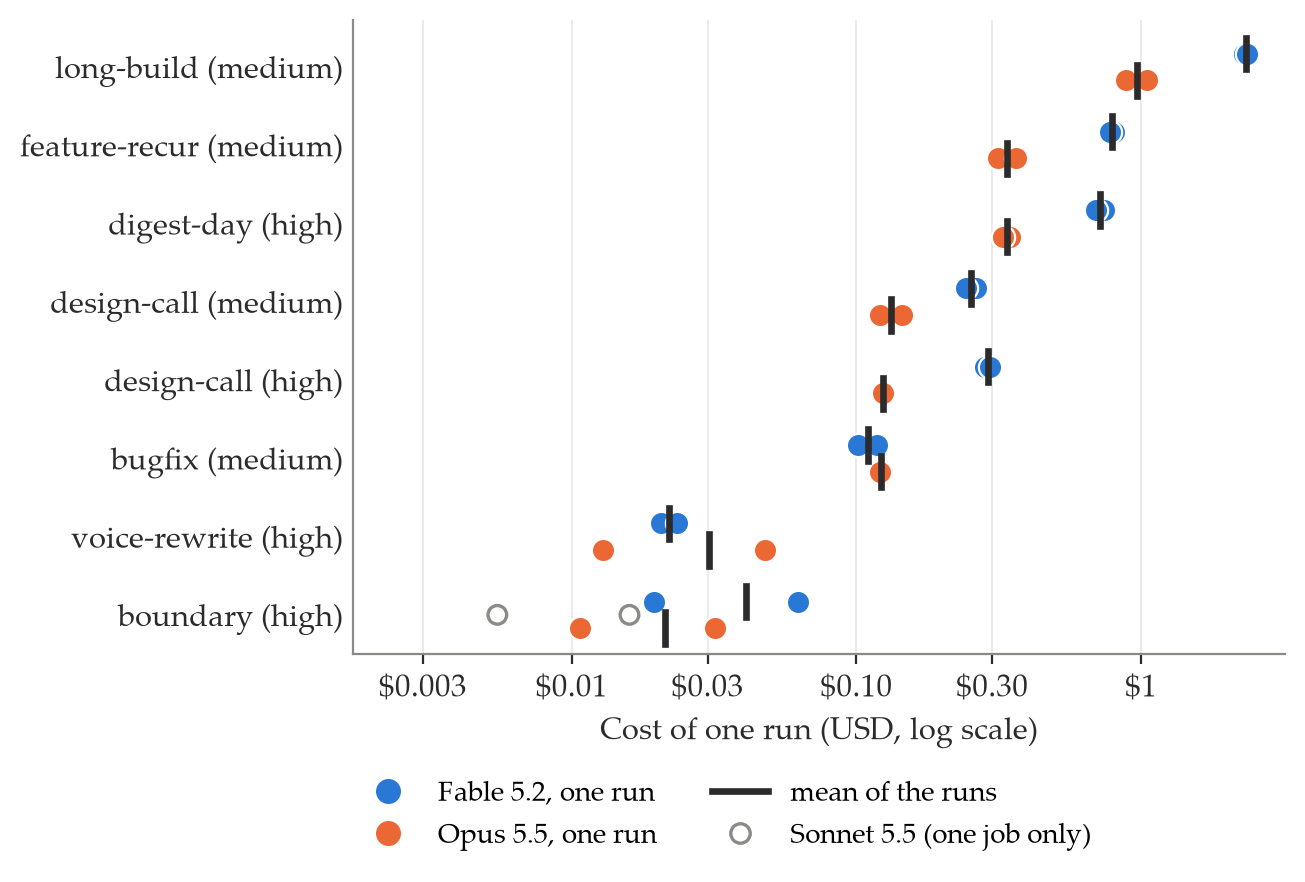 long-build (medium)
feature-recur (medium)
digest-day (high)
design-call (medium)
design-call (high)
bugfix (medium)
voice-rewrite (high)
boundary (high)
$0.003 $0.01 $0.03 $0.10 $0.30 $1
Cost of one run (USD, log scale)
Fable 5.2, one run mean of the runs
Opus 5.5, one run Sonnet 5.5 (one job only)